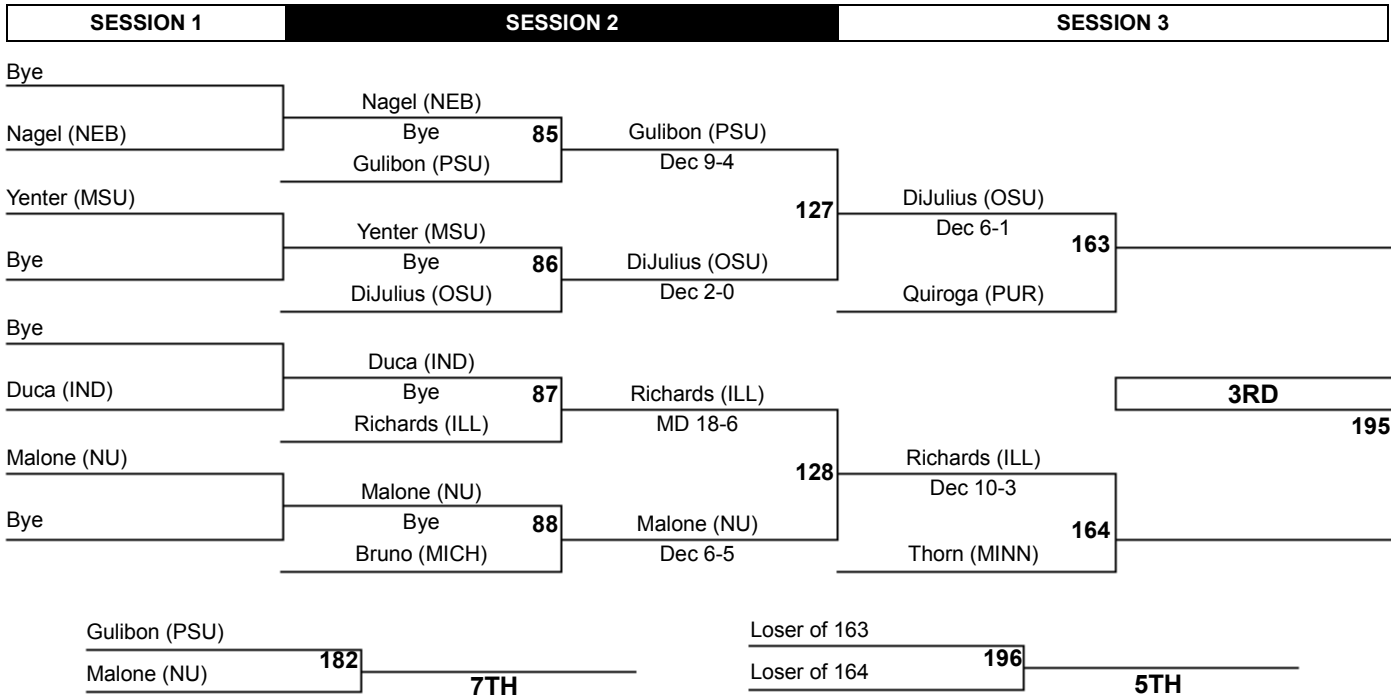 SESSION 1 SESSION 2 SESSION 3
Bye
Nagel (NEB)
Nagel (NEB) Bye 85 Gulibon (PSU)
Gulibon (PSU) Dec 9-4
Yenter (MSU) 127 DiJulius (OSU)
Yenter (MSU) Dec 6-1
163
Bye Bye 86 DiJulius (OSU)
DiJulius (OSU) Dec 2-0 Quiroga (PUR)
Bye
Duca (IND)
Duca (IND) Bye 87 Richards (ILL) 3RD
Richards (ILL) MD 18-6 195
Malone (NU) 128 Richards (ILL)
Malone (NU) Dec 10-3
Bye Bye 88 Malone (NU) 164
Bruno (MICH) Dec 6-5 Thorn (MINN)
Gulibon (PSU) Loser of 163
182 196
Malone (NU) 7TH Loser of 164 5TH